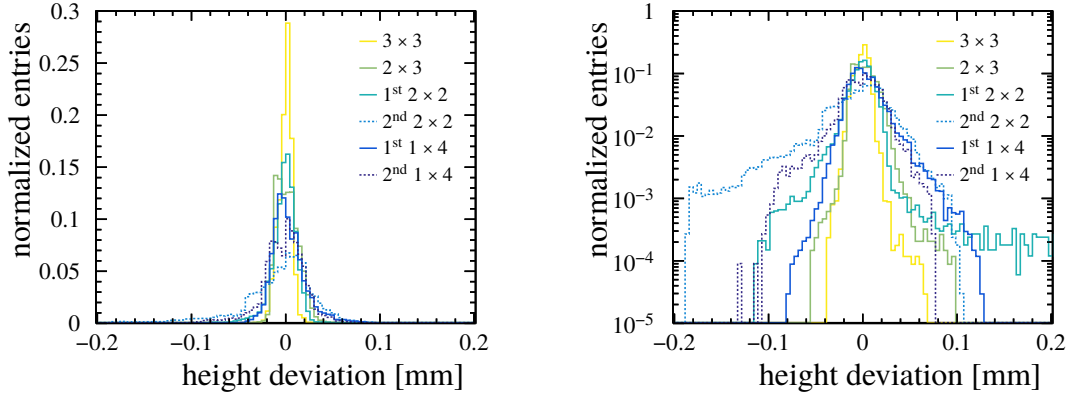 normalized entries
0.3
0.25
0.2
0.15
0.1
0.05
0
3 × 3
2 × 3
1st 2 × 2
2nd 2 × 2
1st 1 × 4
2nd 1 × 4
−0.2 −0.1 0 0.1 0.2
height deviation [mm]
normalized entries
1
10−1
10−2
10−3
10−4
10−5
3 × 3
2 × 3
1st 2 × 2
2nd 2 × 2
1st 1 × 4
2nd 1 × 4
−0.2 −0.1 0 0.1 0.2
height deviation [mm]